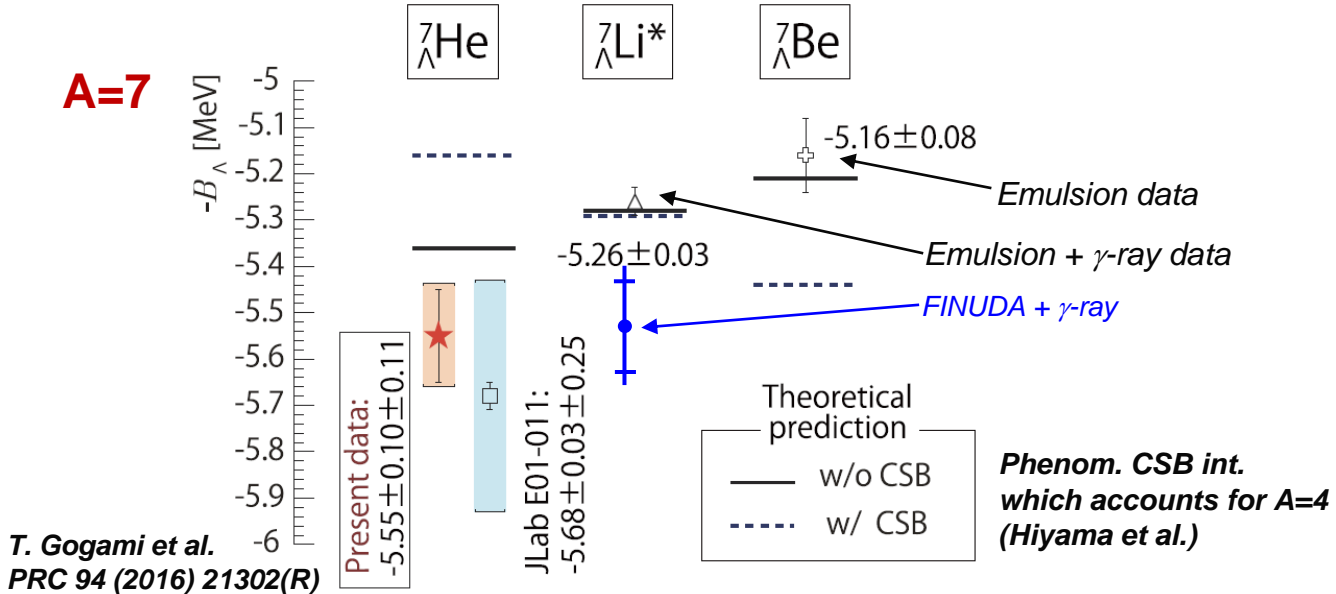 A=7
⁷ΛHe
⁷ΛLi*
⁷ΛBe
-B_Λ [MeV]
-5
-5.1
-5.2
-5.3
-5.4
-5.5
-5.6
-5.7
-5.8
-5.9
-6
-5.16±0.08
Emulsion data
-5.26±0.03
Emulsion + γ-ray data
FINUDA + γ-ray
Present data:
-5.55±0.10±0.11
JLab E01-011:
-5.68±0.03±0.25
Theoretical
prediction
w/o CSB
w/ CSB
Phenom. CSB int.
which accounts for A=4
(Hiyama et al.)
T. Gogami et al.
PRC 94 (2016) 21302(R)